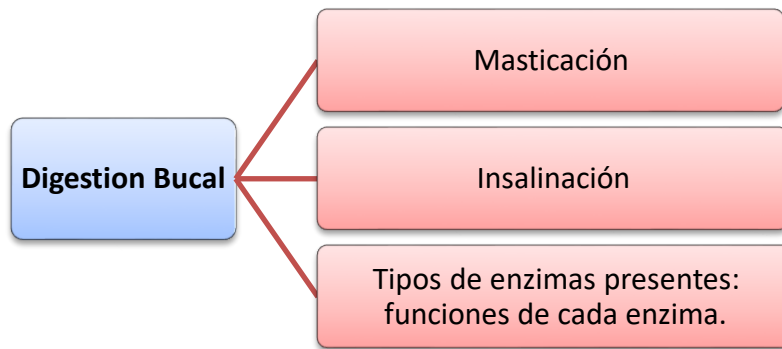 Masticación
Digestion Bucal
Insalinación
Tipos de enzimas presentes:
funciones de cada enzima.